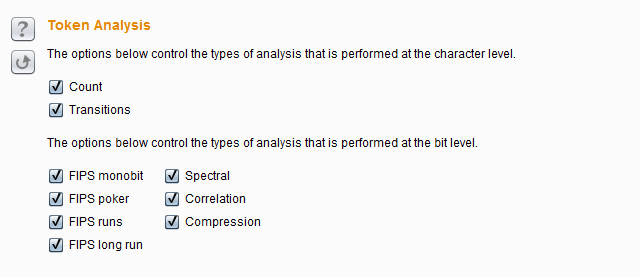 Token Analysis
The options below control the types of analysis that is performed at the character level.
Count
Transitions
The options below control the types of analysis that is performed at the bit level.
FIPS monobit Spectral
FIPS poker Correlation
FIPS runs Compression
FIPS long run